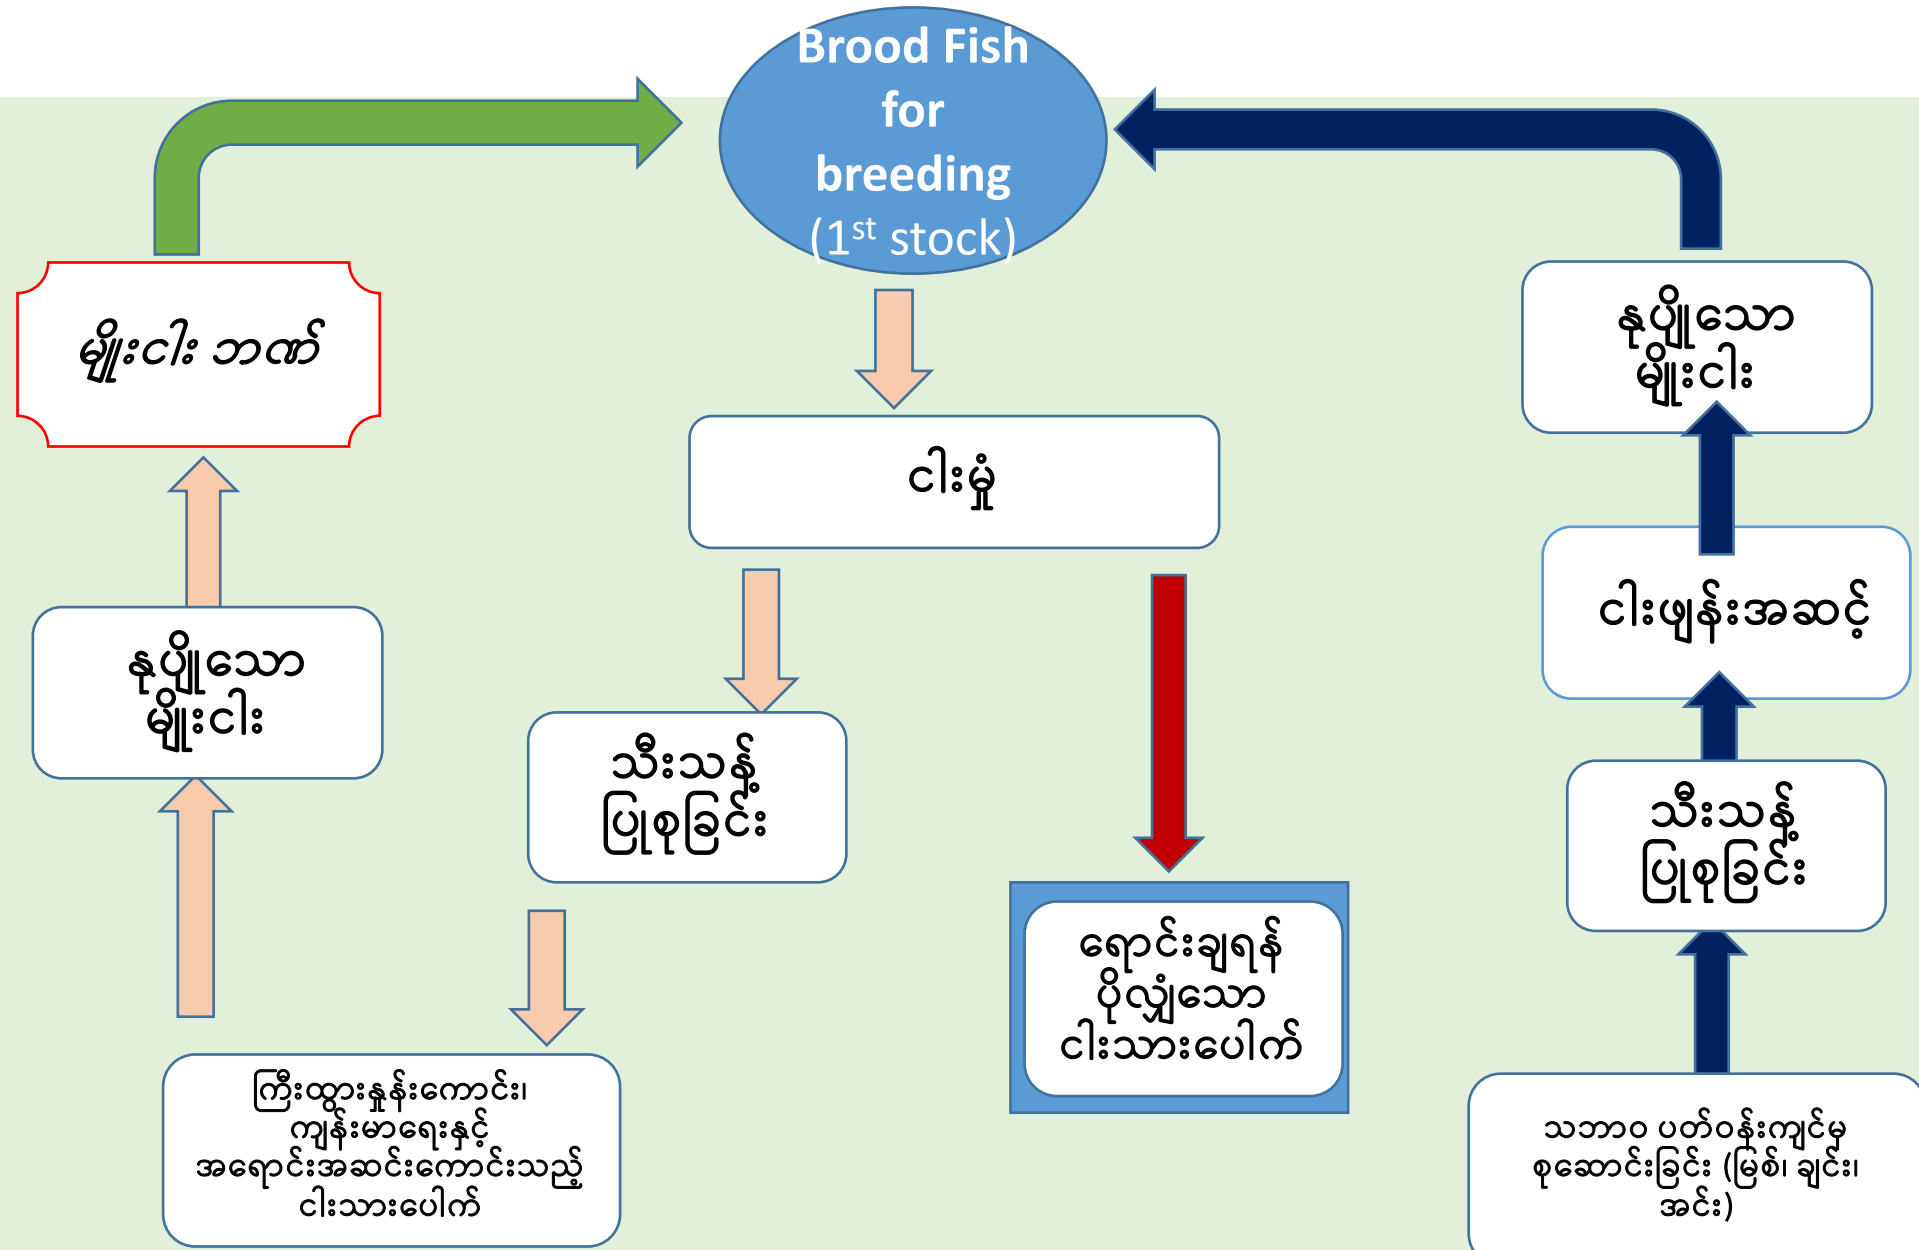 Brood Fish
for
breeding
(1st stock)
မျိုးငါး ဘဏ်
နုပျိုသော
မျိုးငါး
ငါးမှုံ
နုပျိုသော
မျိုးငါး
ငါးဖျန်းအဆင့်
သီးသန့်
ပြုစုခြင်း
သီးသန့်
ပြုစုခြင်း
ရောင်းချရန်
ပိုလျှံသော
ငါးသားပေါက်
ကြီးထွားနှုန်းကောင်း၊
ကျန်းမာရေးနှင့်
အရောင်းအဆင်းကောင်းသည့်
ငါးသားပေါက်
သဘာဝ ပတ်ဝန်းကျင်မှ
စုဆောင်းခြင်း (မြစ်၊ ချင်း၊
အင်း)